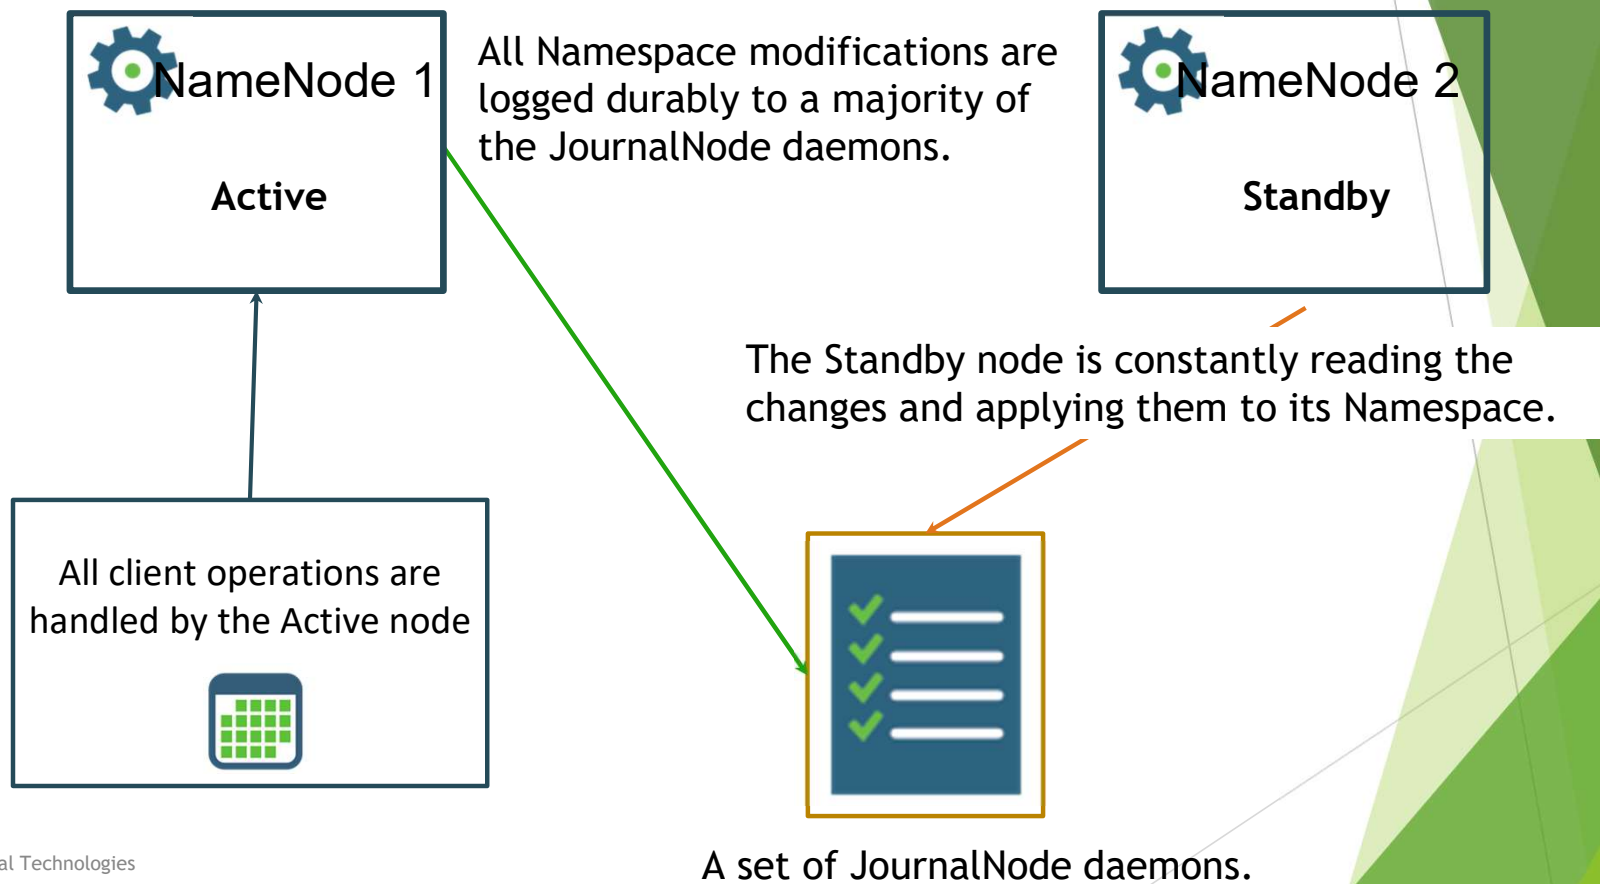 NameNode 1
Active
All Namespace modifications are
logged durably to a majority of
the JournalNode daemons.
NameNode 2
Standby
The Standby node is constantly reading the
changes and applying them to its Namespace.
All client operations are
handled by the Active node
A set of JournalNode daemons.
al Technologies